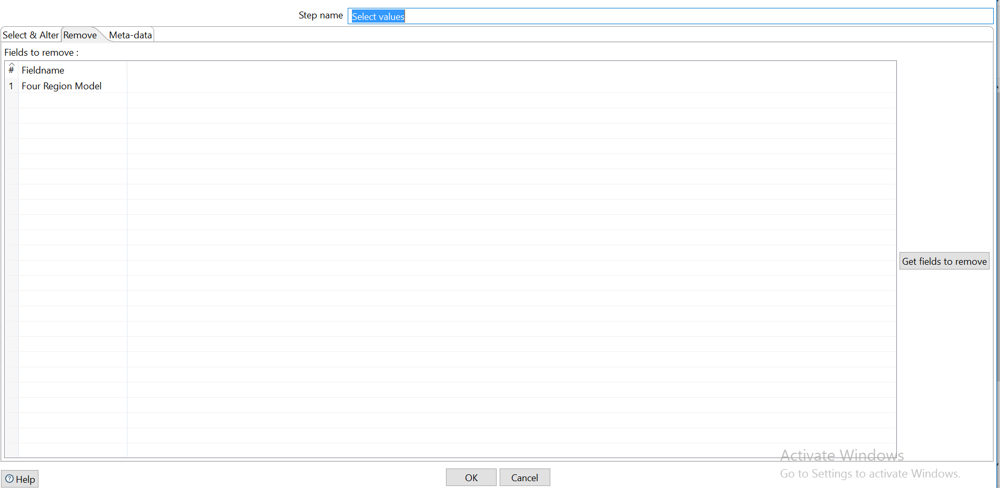 Step name Select values
Select & Alter Remove Meta-data
Fields to remove :
# Fieldname
1 Four Region Model
Get fields to remove
Activate Windows
Go to Settings to activate Windows.
Help OK Cancel